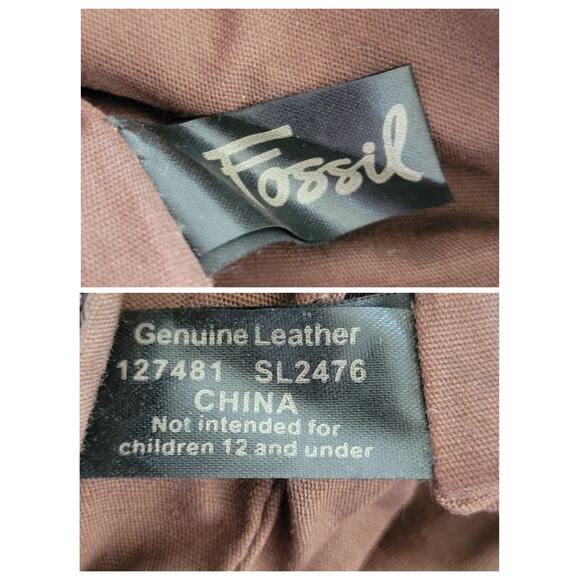 Fossil
Genuine Leather
127481 SL2476
CHINA
Not intended for
children 12 and under